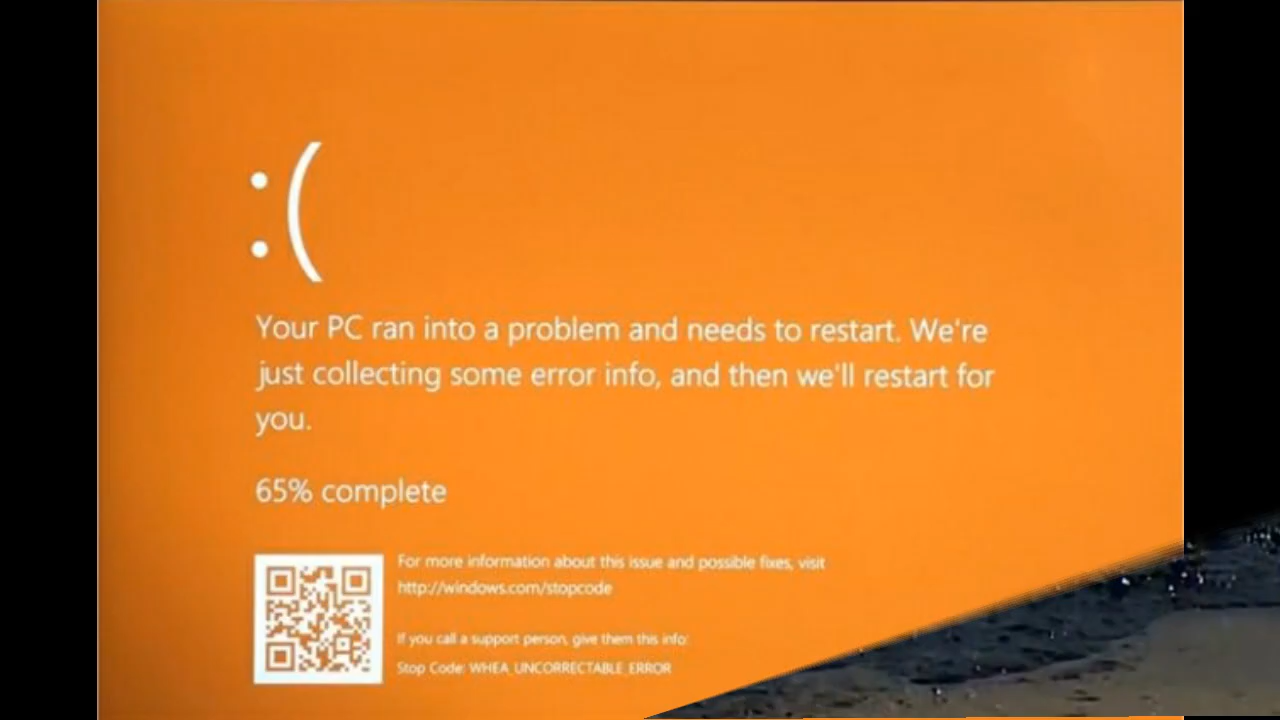 :(
Your PC ran into a problem and needs to restart. We're
just collecting some error info, and then we'll restart for
you.
65% complete
For more information about this issue and possible fixes, visit
http://windows.com/stopcode
If you call a support person, give them this info:
Stop Code: WHEA_UNCORRECTABLE_ERROR